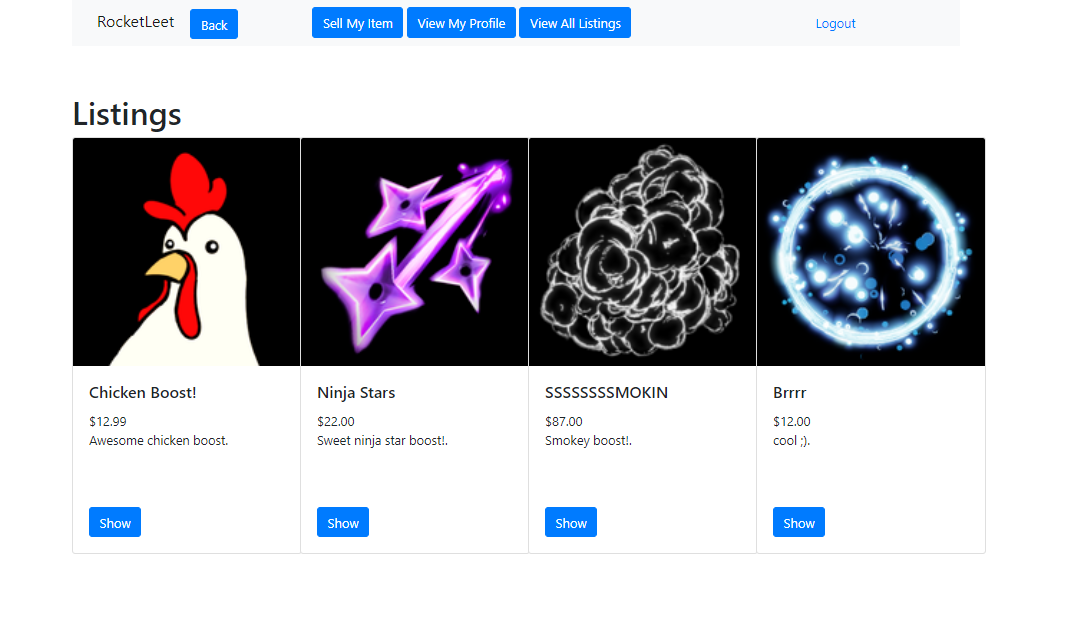 RocketLeet Back Sell My Item View My Profile View All Listings Logout
Listings
Chicken Boost!
$12.99
Awesome chicken boost.
Show
Ninja Stars
$22.00
Sweet ninja star boost!.
Show
SSSSSSSSMOKIN
$87.00
Smokey boost!.
Show
Brrrr
$12.00
cool ;).
Show